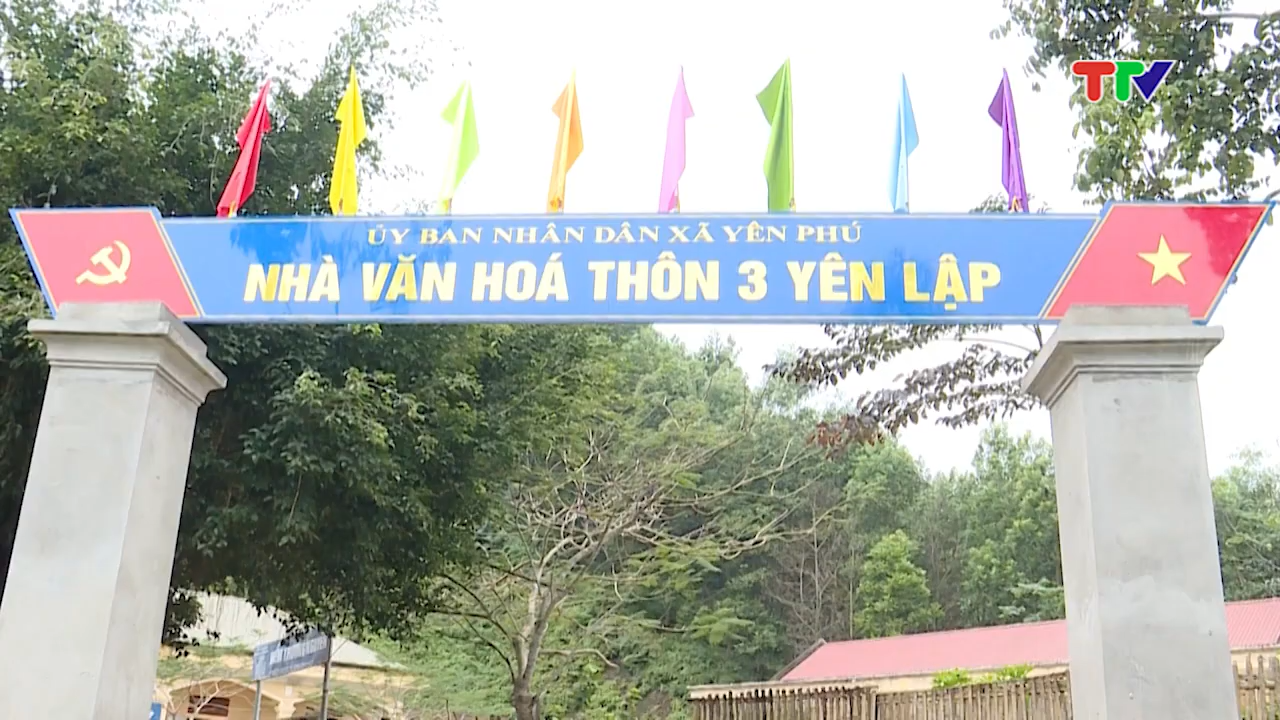 TTV
ỦY BAN NHÂN DÂN XÃ YÊN PHÚ
NHÀ VĂN HOÁ THÔN 3 YÊN LẬP